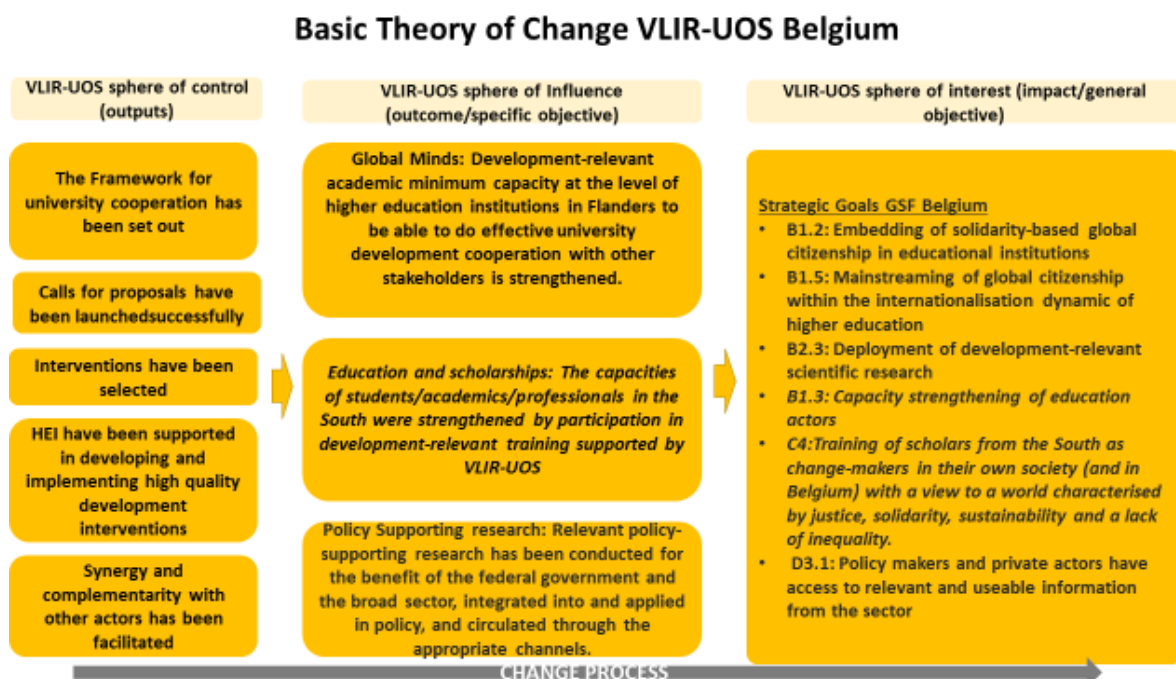 Basic Theory of Change VLIR-UOS Belgium
VLIR-UOS sphere of control
(outputs)
The Framework for
university cooperation has
been set out
Calls for proposals have
been launchedsuccessfully
Interventions have been
selected
HEI have been supported
in developing and
implementing high quality
development
interventions
Synergy and
complementarity with
other actors has been
facilitated
VLIR-UOS sphere of Influence
(outcome/specific objective)
Global Minds: Development-relevant
academic minimum capacity at the level of
higher education institutions in Flanders to
be able to do effective university
development cooperation with other
stakeholders is strengthened.
Education and scholarships: The capacities
of students/academics/professionals in
the South were strengthened by participation in
development-relevant training supported by
VLIR-UOS
Policy Supporting research: Relevant policy-
supporting research has been conducted for
the benefit of the federal government and
the broad sector, integrated into and applied
in policy, and circulated through the
appropriate channels.
VLIR-UOS sphere of interest (impact/general
objective)
Strategic Goals GSF Belgium
• B1.2: Embedding of solidarity-based global
citizenship in educational institutions
• B1.5: Mainstreaming of global citizenship
within the internationalisation dynamic of
higher education
• B2.3: Deployment of development-relevant
scientific research
• B1.3: Capacity strengthening of education
actors
• C4:Training of scholars from the South as
change-makers in their own society (and in
Belgium) with a view to a world characterised
by justice, solidarity, sustainability and a lack
of inequality.
• D3.1: Policy makers and private actors have
access to relevant and useable information
from the sector
CHANGE PROCESS